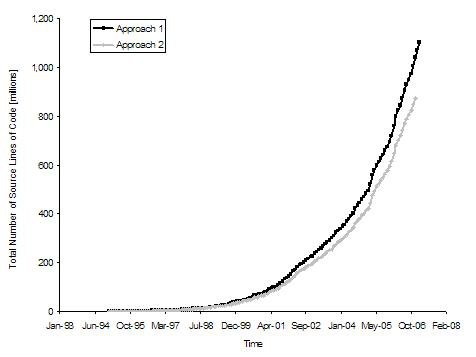 1,200
1,000
800
600
400
200
0
Total Number of Source Lines of Code [millions]
Approach 1
Approach 2
Jan-93 Jun-94 Oct-95 Mar-97 Jul-98 Dec-99 Apr-01 Sep-02 Jan-04 May-05 Oct-06 Feb-08
Time